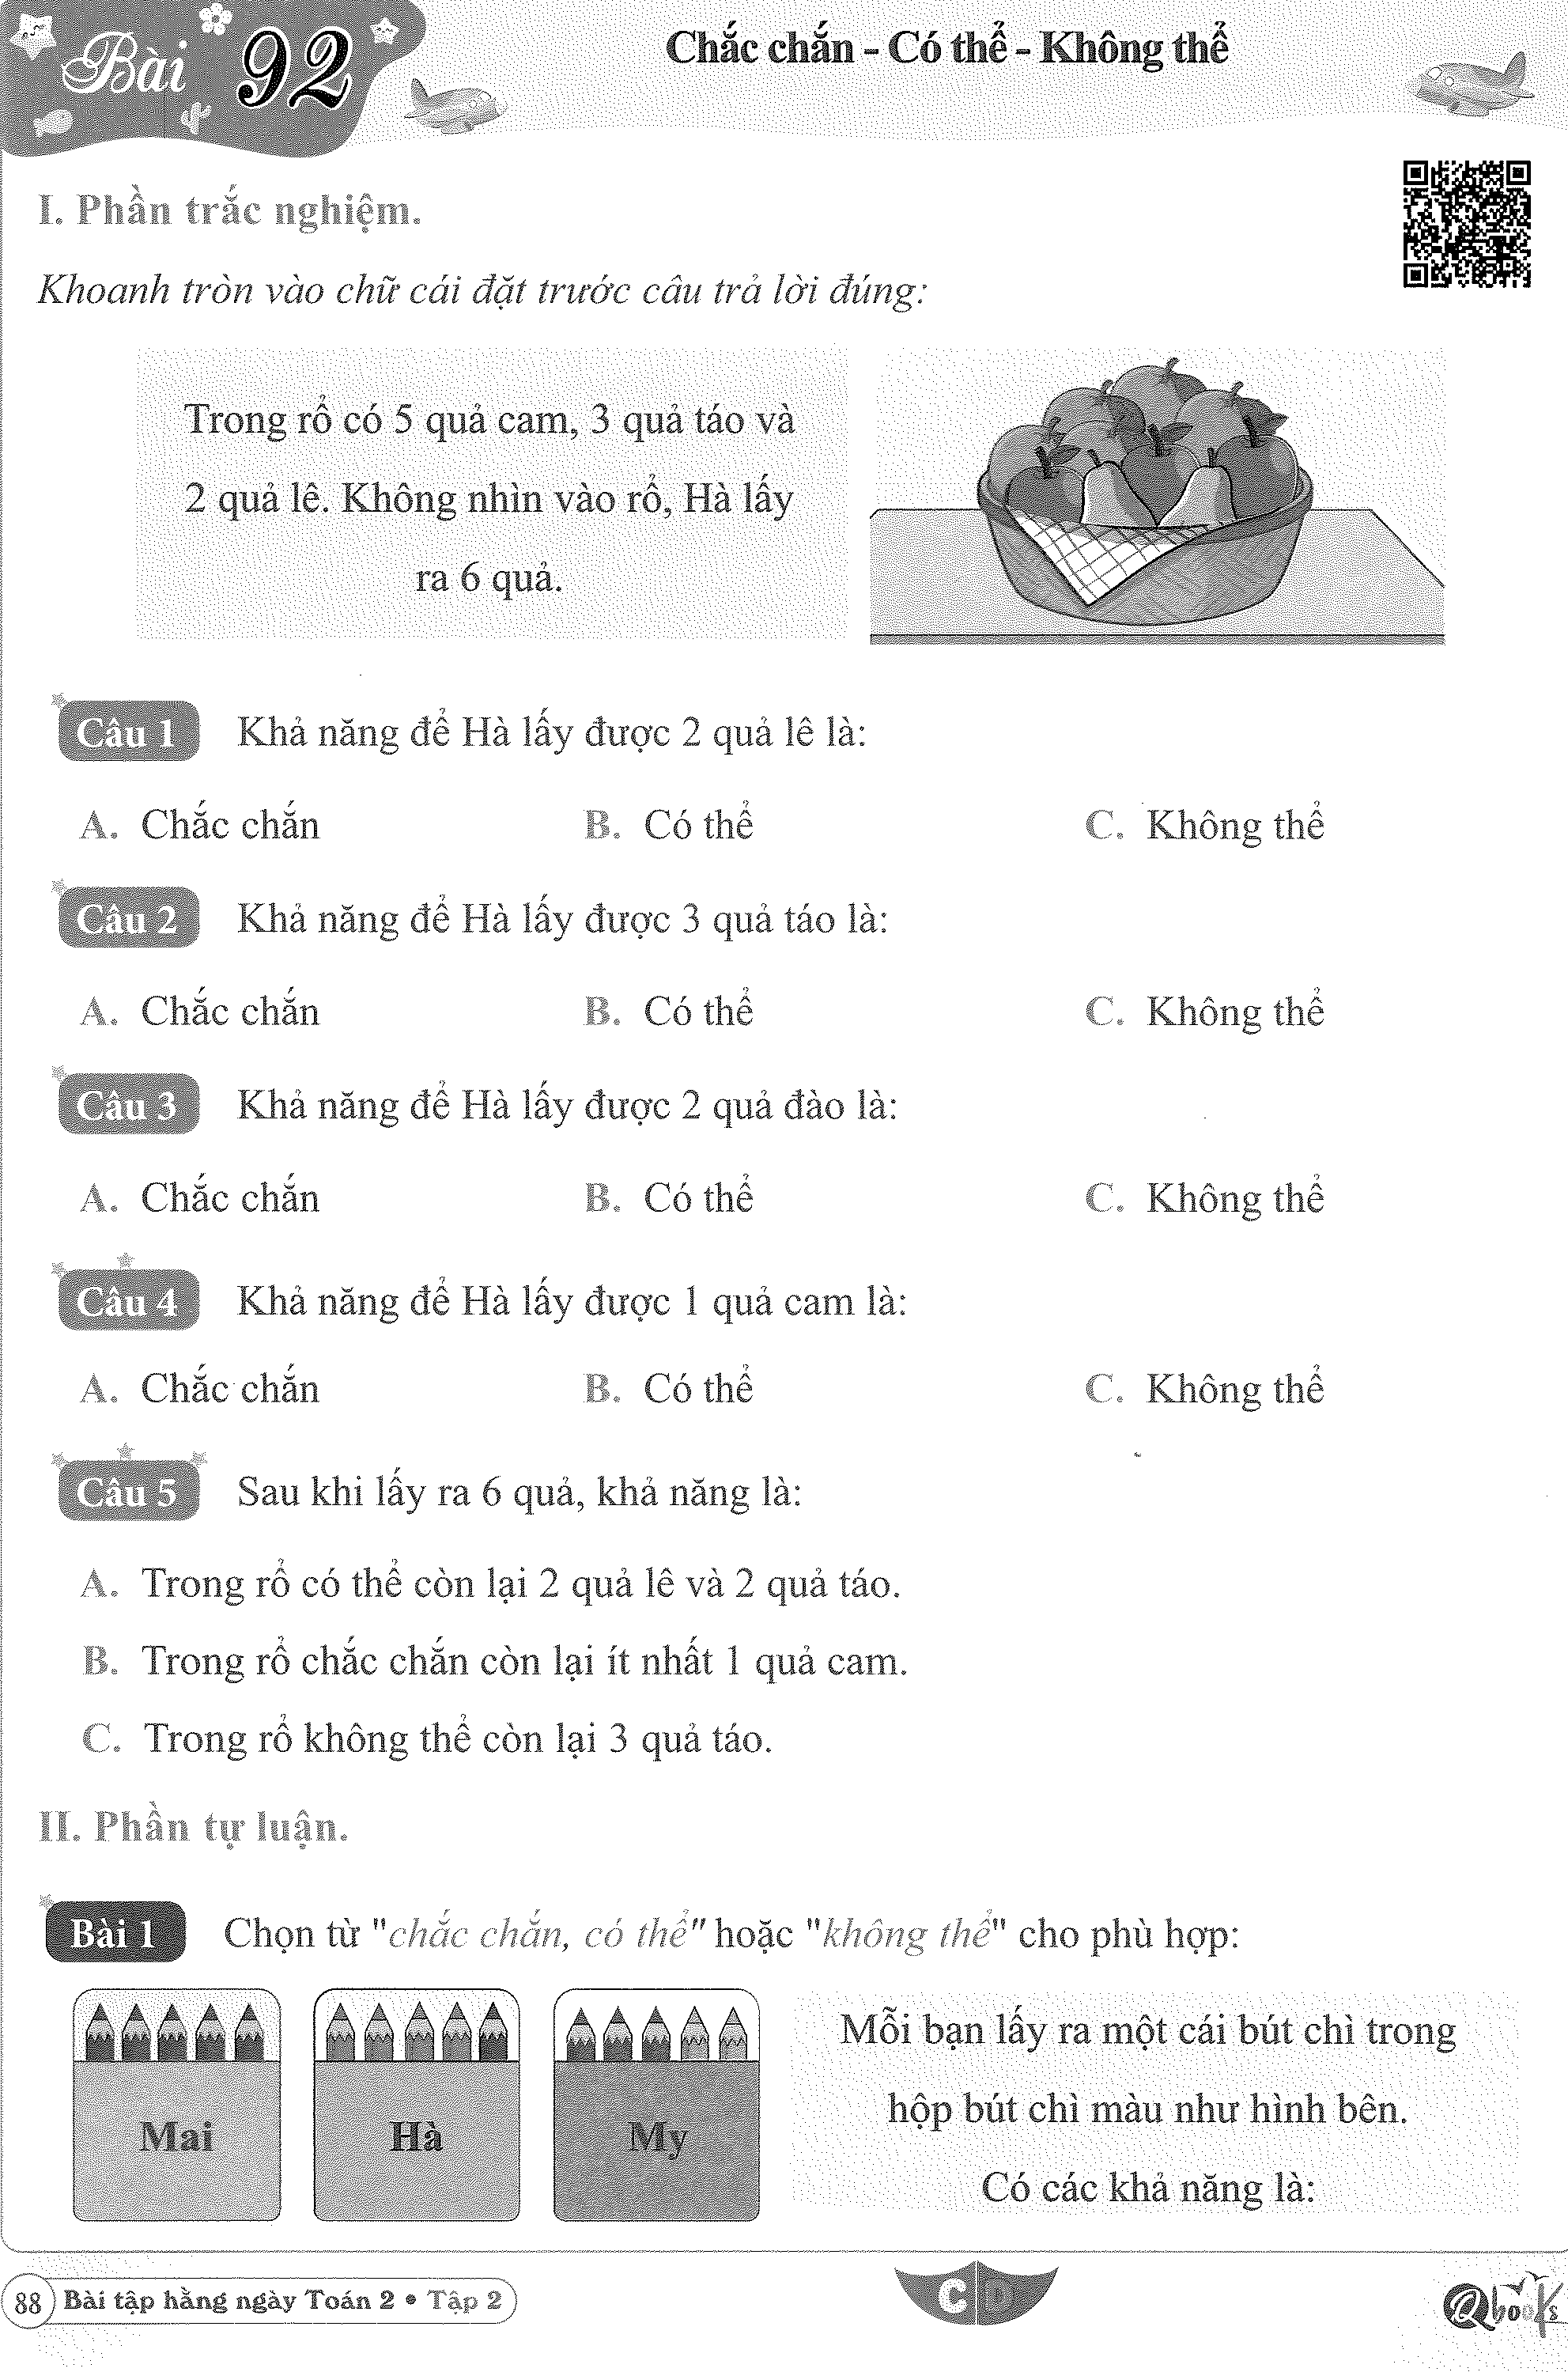 Bài 92
Chắc chắn - Có thể - Không thể
I. Phần trắc nghiệm.
Khoanh tròn vào chữ cái đặt trước câu trả lời đúng:
Trong rổ có 5 quả cam, 3 quả táo và
2 quả lê. Không nhìn vào rổ, Hà lấy
ra 6 quả.
Câu 1 Khả năng để Hà lấy được 2 quả lê là:
A. Chắc chắn B. Có thể C. Không thể
Câu 2 Khả năng để Hà lấy được 3 quả táo là:
A. Chắc chắn B. Có thể C. Không thể
Câu 3 Khả năng để Hà lấy được 2 quả đào là:
A. Chắc chắn B. Có thể C. Không thể
Câu 4 Khả năng để Hà lấy được 1 quả cam là:
A. Chắc chắn B. Có thể C. Không thể
Câu 5 Sau khi lấy ra 6 quả, khả năng là:
A. Trong rổ có thể còn lại 2 quả lê và 2 quả táo.
B. Trong rổ chắc chắn còn lại ít nhất 1 quả cam.
C. Trong rổ không thể còn lại 3 quả táo.
II. Phần tự luận.
Bài 1 Chọn từ "chắc chắn, có thể" hoặc "không thể" cho phù hợp:
Mai Hà My
Mỗi bạn lấy ra một cái bút chì trong
hộp bút chì màu như hình bên.
Có các khả năng là:
88 Bài tập hằng ngày Toán 2 • Tập 2
C D
Qbooks